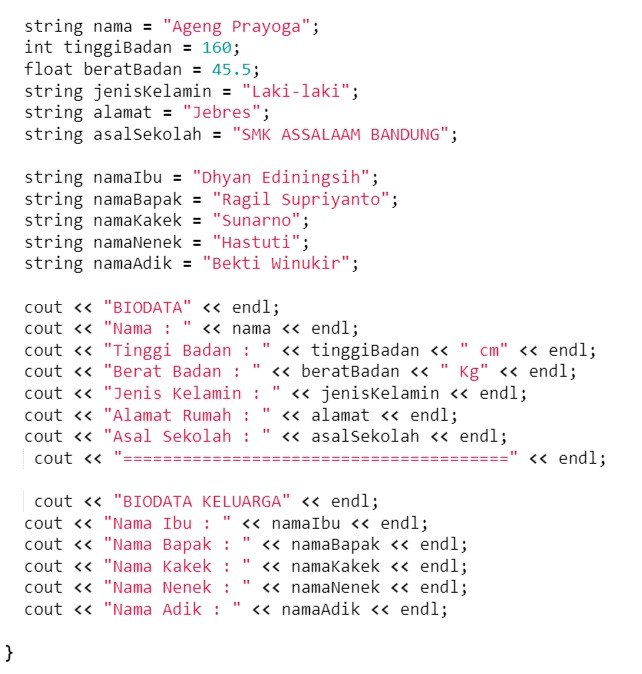 string nama = "Ageng Prayoga";
int tinggiBadan = 160;
float beratBadan = 45.5;
string jenisKelamin = "Laki-laki";
string alamat = "Jebres";
string asalSekolah = "SMK ASSALAAM BANDUNG";
string namaIbu = "Dhyan Ediningsih";
string namaBapak = "Ragil Supriyanto";
string namaKakek = "Sunarno";
string namaNenek = "Hastuti";
string namaAdik = "Bekti Winukir";
cout << "BIODATA" << endl;
cout << "Nama : " << nama << endl;
cout << "Tinggi Badan : " << tinggiBadan << " cm" << endl;
cout << "Berat Badan : " << beratBadan << " Kg" << endl;
cout << "Jenis Kelamin : " << jenisKelamin << endl;
cout << "Alamat Rumah : " << alamat << endl;
cout << "Asal Sekolah : " << asalSekolah << endl;
cout << "=======================================" << endl;
cout << "BIODATA KELUARGA" << endl;
cout << "Nama Ibu : " << namaIbu << endl;
cout << "Nama Bapak : " << namaBapak << endl;
cout << "Nama Kakek : " << namaKakek << endl;
cout << "Nama Nenek : " << namaNenek << endl;
cout << "Nama Adik : " << namaAdik << endl;
}